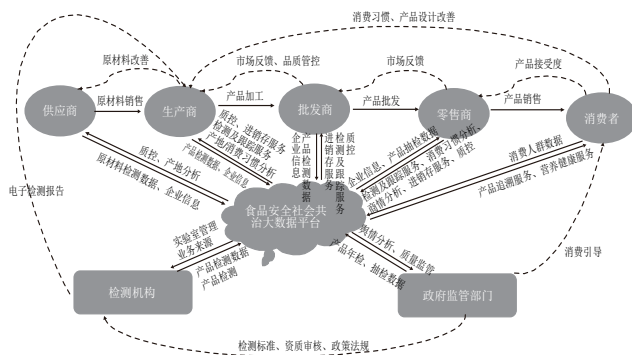 消费习惯、产品设计改善
原材料改善
市场反馈、品质管控
市场反馈
产品接受度
供应商
原材料销售
生产商
产品加工
批发商
产品批发
零售商
产品销售
消费者
质控、进销存服务
检测及跟踪服务
产地/消费习惯分析
产品检测数据、企业信息
企业信息
产品检测数据
进销存服务
检测及跟踪服务
质控
企业信息、产品抽检数据
检测及跟踪服务、消费习惯分析、
商情分析、进销存服务、质控
消费人群数据
产品追溯服务、营养健康服务
质控、产地分析
原材料检测数据、企业信息
电子检测报告
食品安全社会共
治大数据平台
实验室管理
业务来源
产品检测数据
产品检测
舆情分析、质量监管
产品年检、抽检数据
消费引导
检测机构
政府监管部门
检测标准、资质审核、政策法规